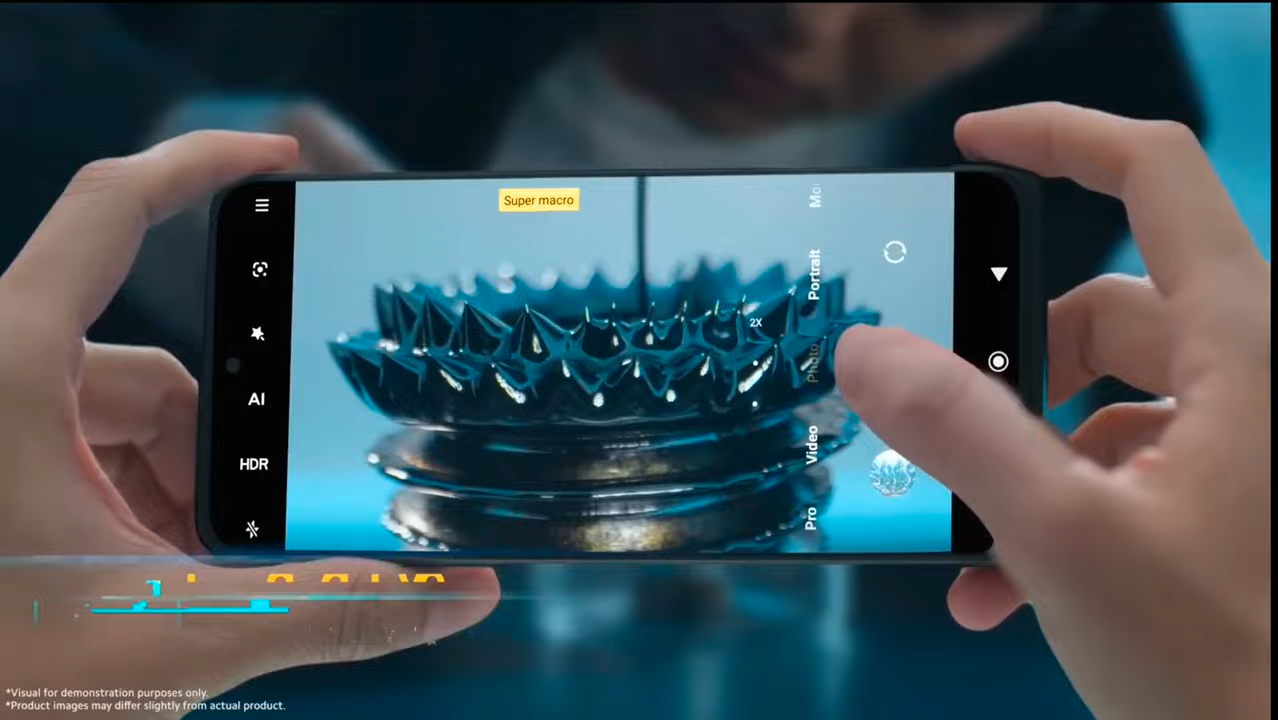 Super macro
AI
HDR
2X
Portrait
Photo
Video
Pro
*Visual for demonstration purposes only.
*Product images may differ slightly from actual product.